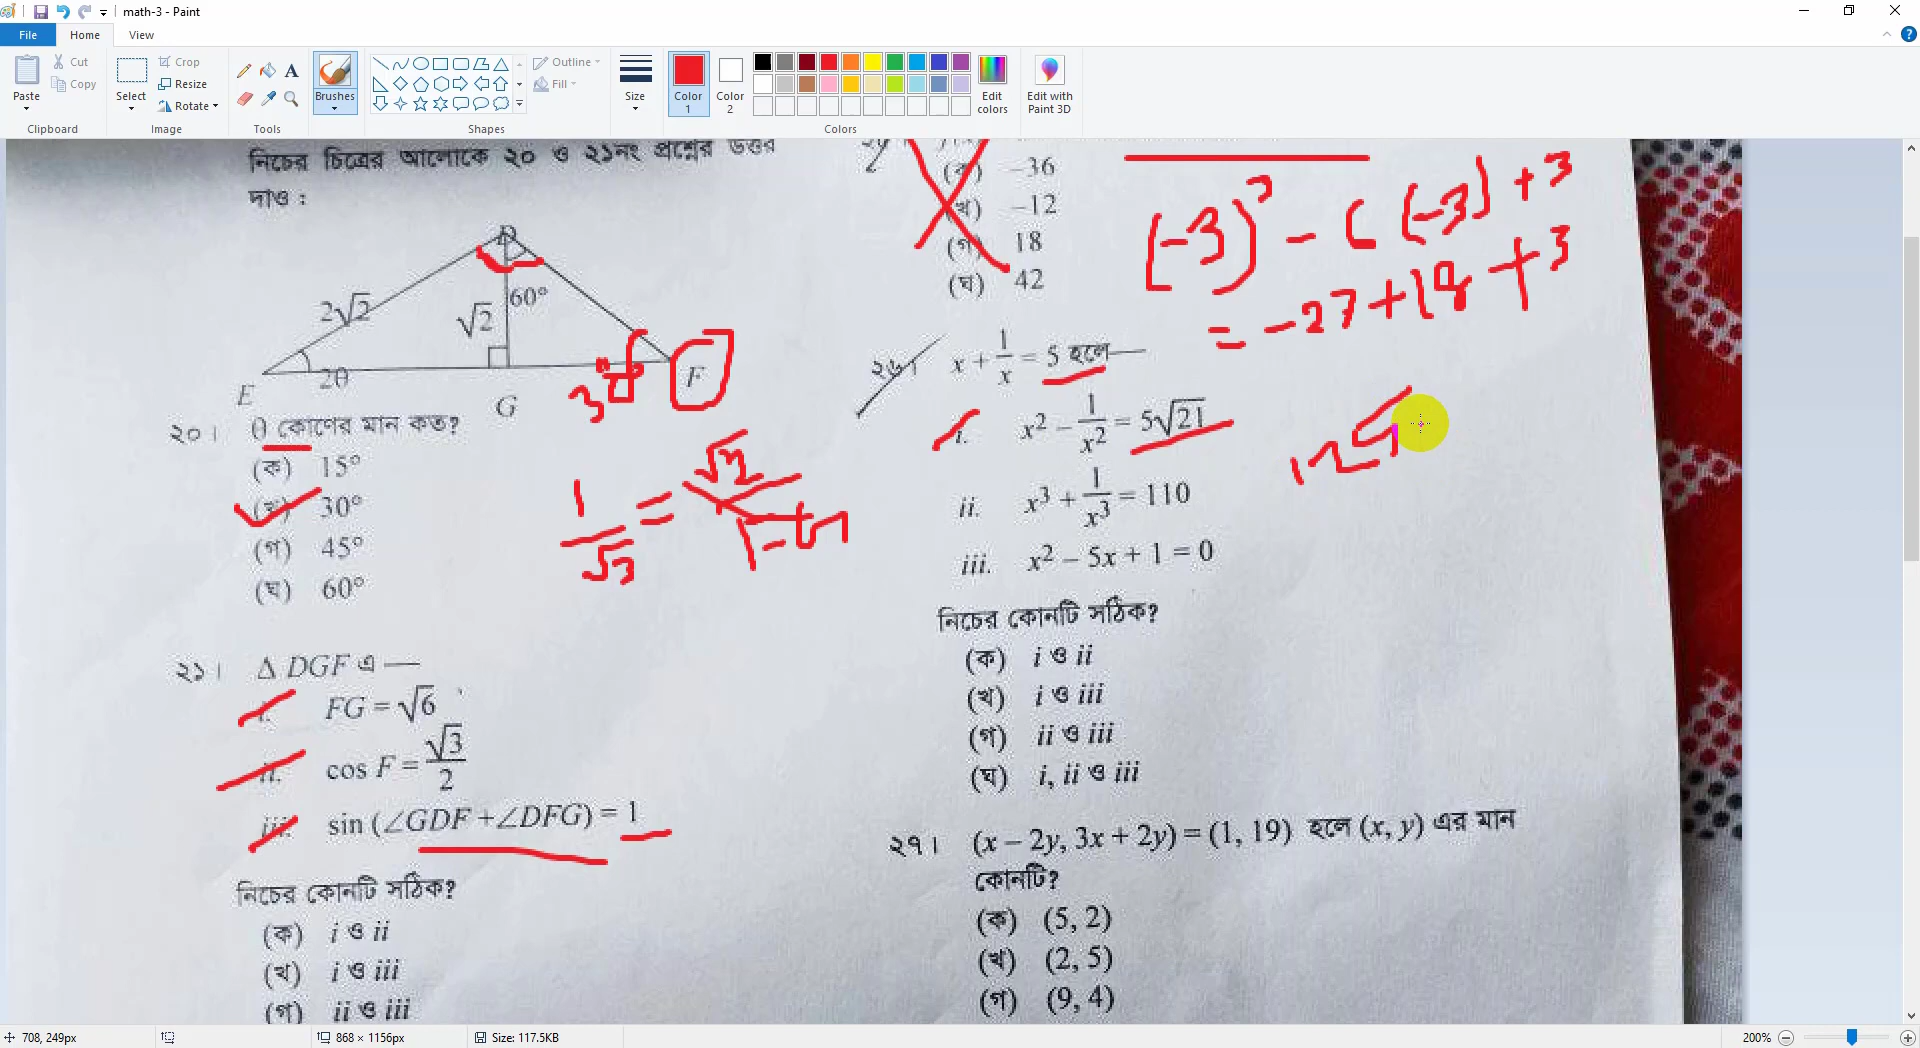 math-3 - Paint
File Home View
Paste Cut Copy Clipboard
Select Crop Resize Rotate Image
Tools
Brushes
Outline Fill Shapes
Size
Color 1 Color 2 Edit colors Colors
Edit with Paint 3D
নিচের চিত্রের আলোকে ২০ ও ২১নং প্রশ্নের উত্তর
দাও :
D
2√2 √2 60°
E 2θ G F
২০। θ কোণের মান কত?
(ক) 15°
(খ) 30°
(গ) 45°
(ঘ) 60°
1/√3 =
২১। Δ DGF এ —
i. FG = √6
ii. cos F = √3/2
iii. sin (∠GDF +∠DFG) = 1
নিচের কোনটি সঠিক?
(ক) i ও ii
(খ) i ও iii
(গ) ii ও iii
(ক) –36
(খ) –12
(গ) 18
(ঘ) 42
(-3)³ - 6 (-3) + 3
= -27 + 18 + 3
২৬। x + 1/x = 5 হলে—
i. x² – 1/x² = 5√21
ii. x³ + 1/x³ = 110
iii. x² – 5x + 1 = 0
125
নিচের কোনটি সঠিক?
(ক) i ও ii
(খ) i ও iii
(গ) ii ও iii
(ঘ) i, ii ও iii
২৭। (x – 2y, 3x + 2y) = (1, 19) হলে (x, y) এর মান
কোনটি?
(ক) (5, 2)
(খ) (2, 5)
(গ) (9, 4)
708, 249px 868 × 1156px Size: 117.5KB 200%